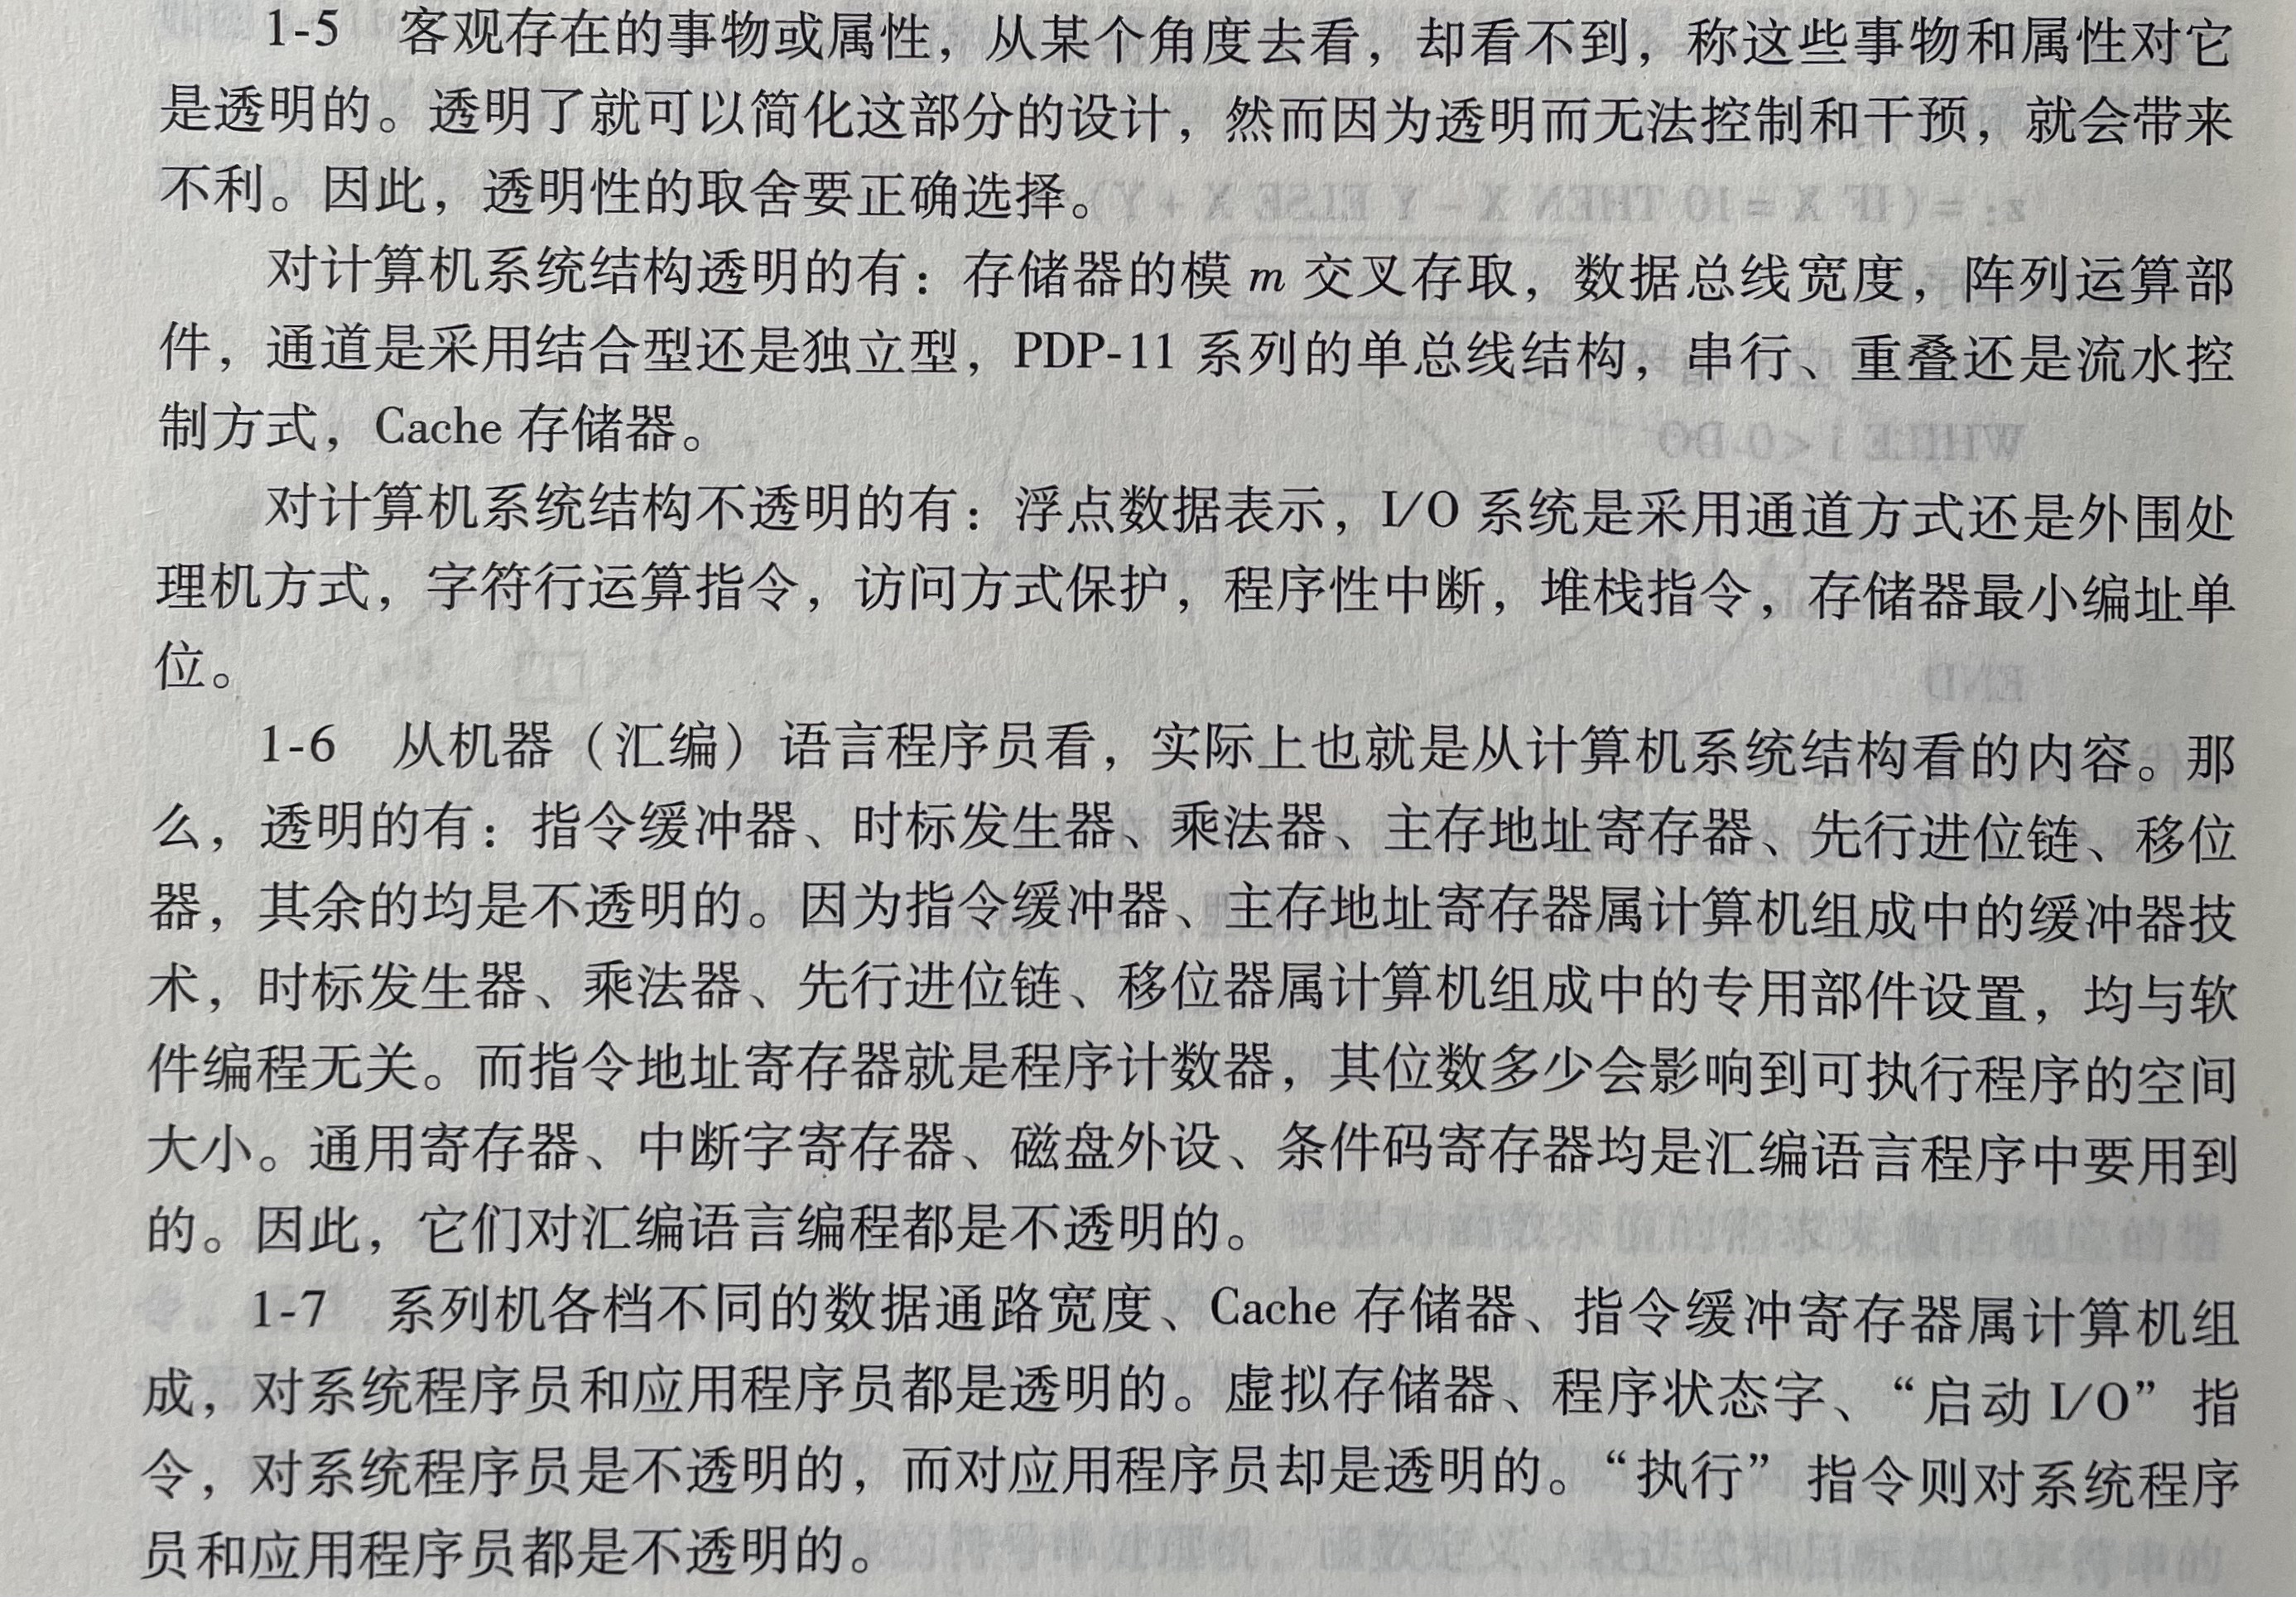 1-5 客观存在的事物或属性，从某个角度去看，却看不到，称这些事物和属性对它
是透明的。透明了就可以简化这部分的设计，然而因为透明而无法控制和干预，就会带来
不利。因此，透明性的取舍要正确选择。
对计算机系统结构透明的有：存储器的模 m 交叉存取，数据总线宽度，阵列运算部
件，通道是采用结合型还是独立型，PDP-11 系列的单总线结构，串行、重叠还是流水控
制方式，Cache 存储器。
对计算机系统结构不透明的有：浮点数据表示，I/O 系统是采用通道方式还是外围处
理机方式，字符行运算指令，访问方式保护，程序性中断，堆栈指令，存储器最小编址单
位。
1-6 从机器（汇编）语言程序员看，实际上也就是从计算机系统结构看的内容。那
么，透明的有：指令缓冲器、时标发生器、乘法器、主存地址寄存器、先行进位链、移位
器，其余的均是不透明的。因为指令缓冲器、主存地址寄存器属计算机组成中的缓冲器技
术，时标发生器、乘法器、先行进位链、移位器属计算机组成中的专用部件设置，均与软
件编程无关。而指令地址寄存器就是程序计数器，其位数多少会影响到可执行程序的空间
大小。通用寄存器、中断字寄存器、磁盘外设、条件码寄存器均是汇编语言程序中要用到
的。因此，它们对汇编语言编程都是不透明的。
1-7 系列机各档不同的数据通路宽度、Cache 存储器、指令缓冲寄存器属计算机组
成，对系统程序员和应用程序员都是透明的。虚拟存储器、程序状态字、“启动 I/O” 指
令，对系统程序员是不透明的，而对应用程序员却是透明的。“执行” 指令则对系统程序
员和应用程序员都是不透明的。